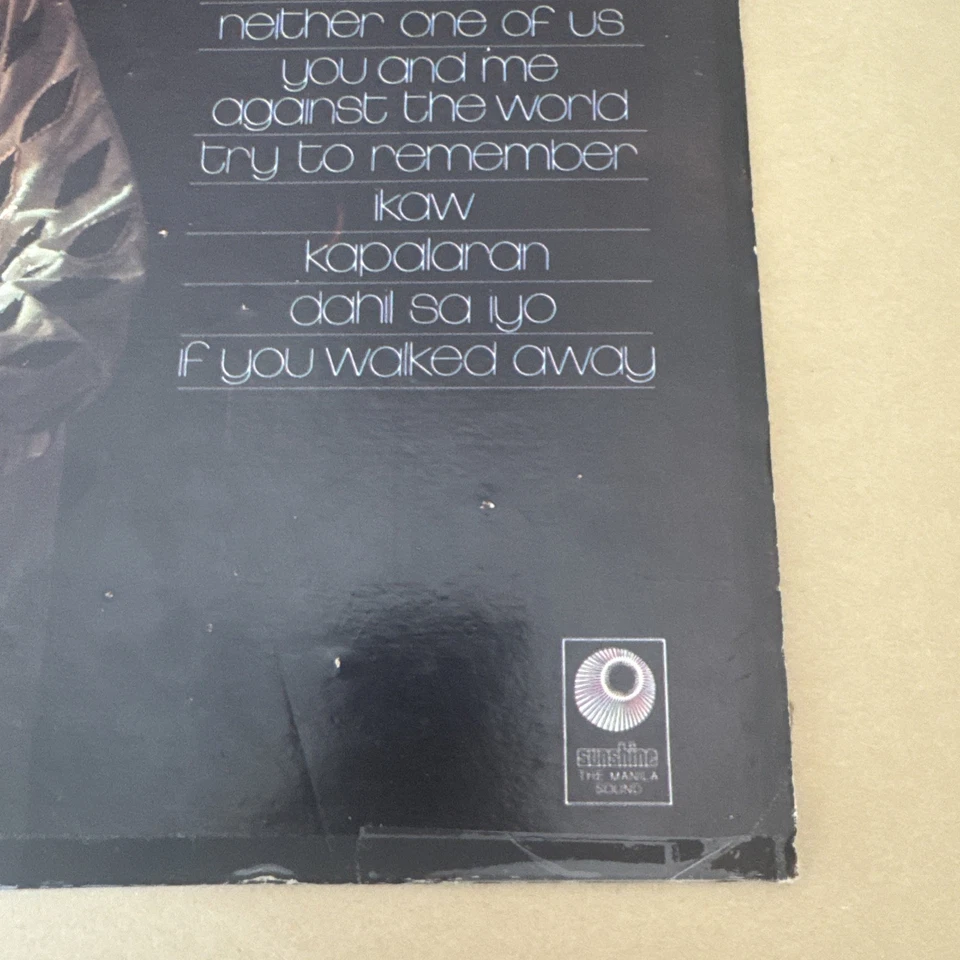 neither one of us
you and me
against the world
try to remember
ikaw
kapalaran
dahil sa iyo
if you walked away
sunshine
THE MANILA
SOUND